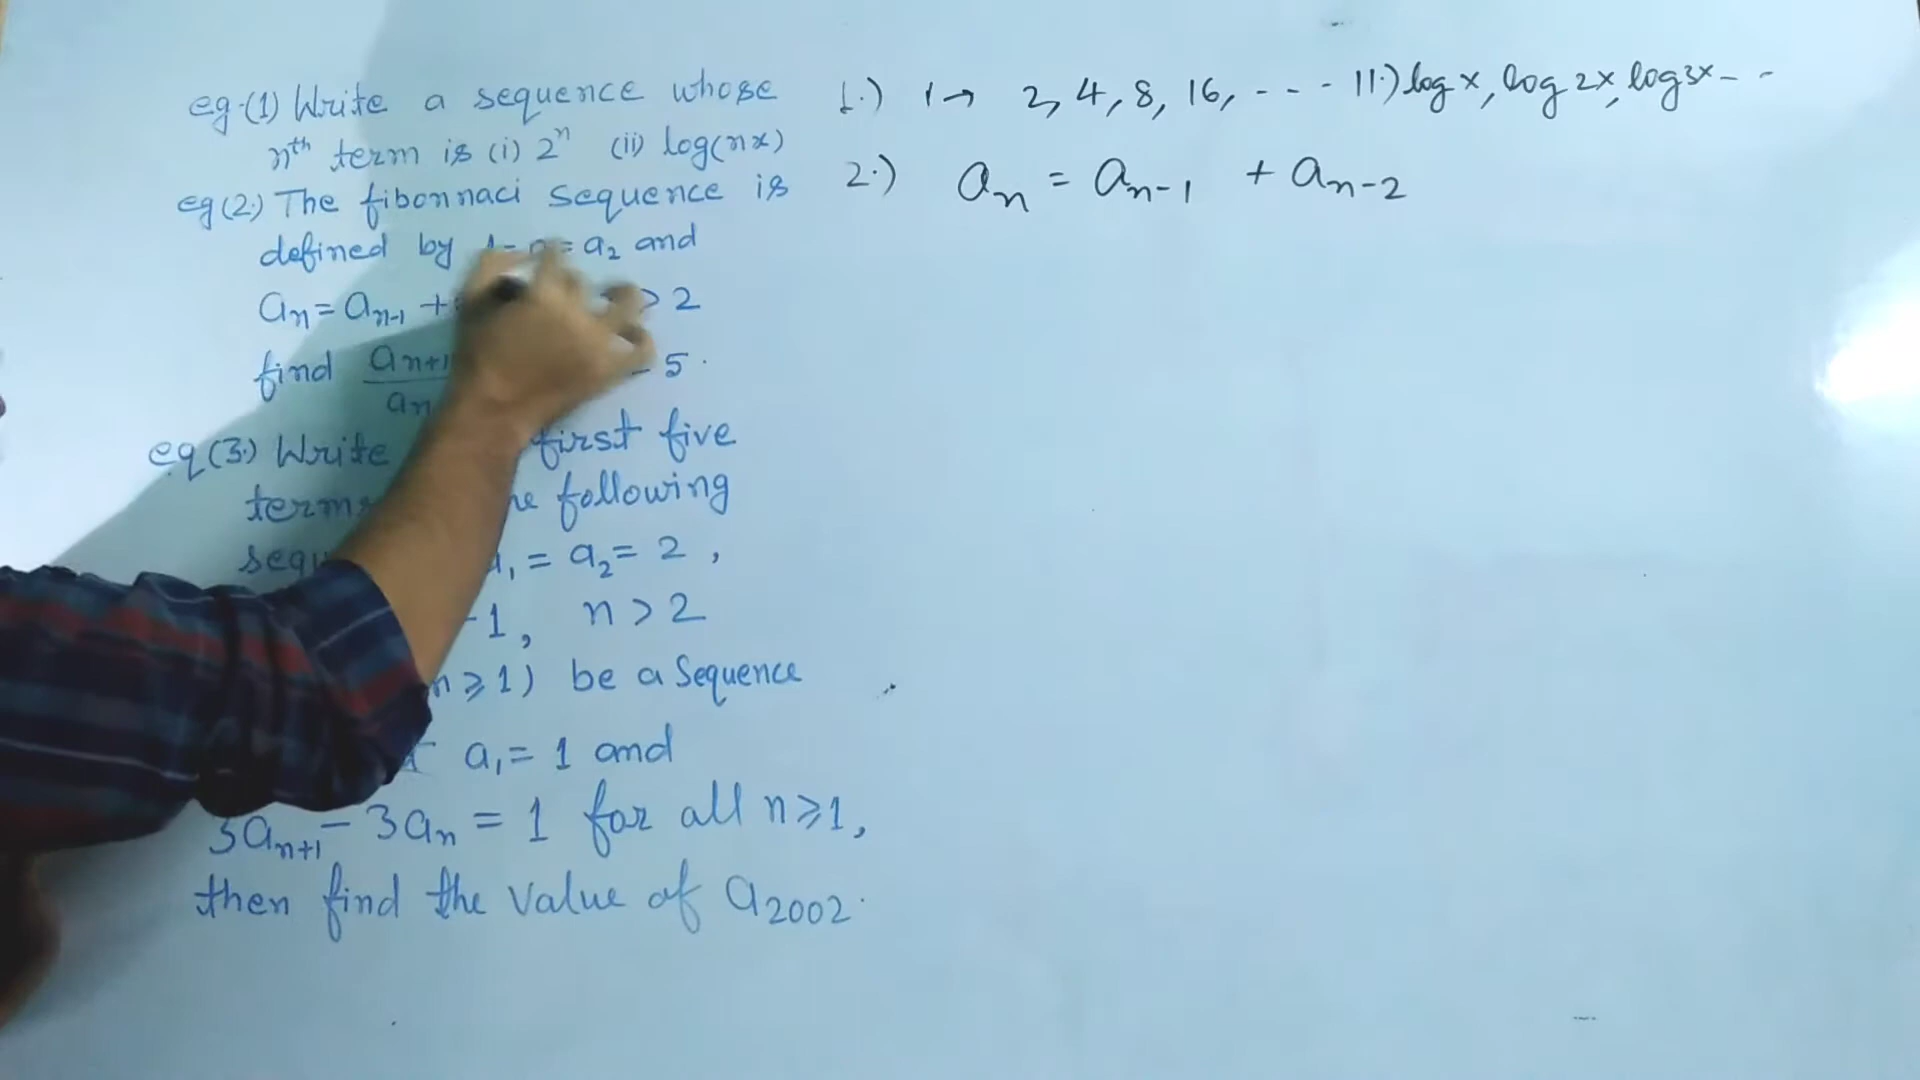 eg.(1) Write a sequence whose
nth term is (i) 2^n (ii) log(nx)
eg(2.) The fibonnaci sequence is
defined by = a₂ and
aₙ = aₙ₋₁ + > 2
find aₙ₊₁ / aₙ 5.
eq(3.) Write first five
terms following
a₁ = a₂ = 2,
-1, n > 2
n ≥ 1) be a Sequence
a₁ = 1 and
3aₙ₊₁ - 3aₙ = 1 for all n ≥ 1,
then find the value of a₂₀₀₂.
1.) 1→ 2, 4, 8, 16, - - - 11.) log x, log 2x, log 3x - -
2.) aₙ = aₙ₋₁ + aₙ₋₂